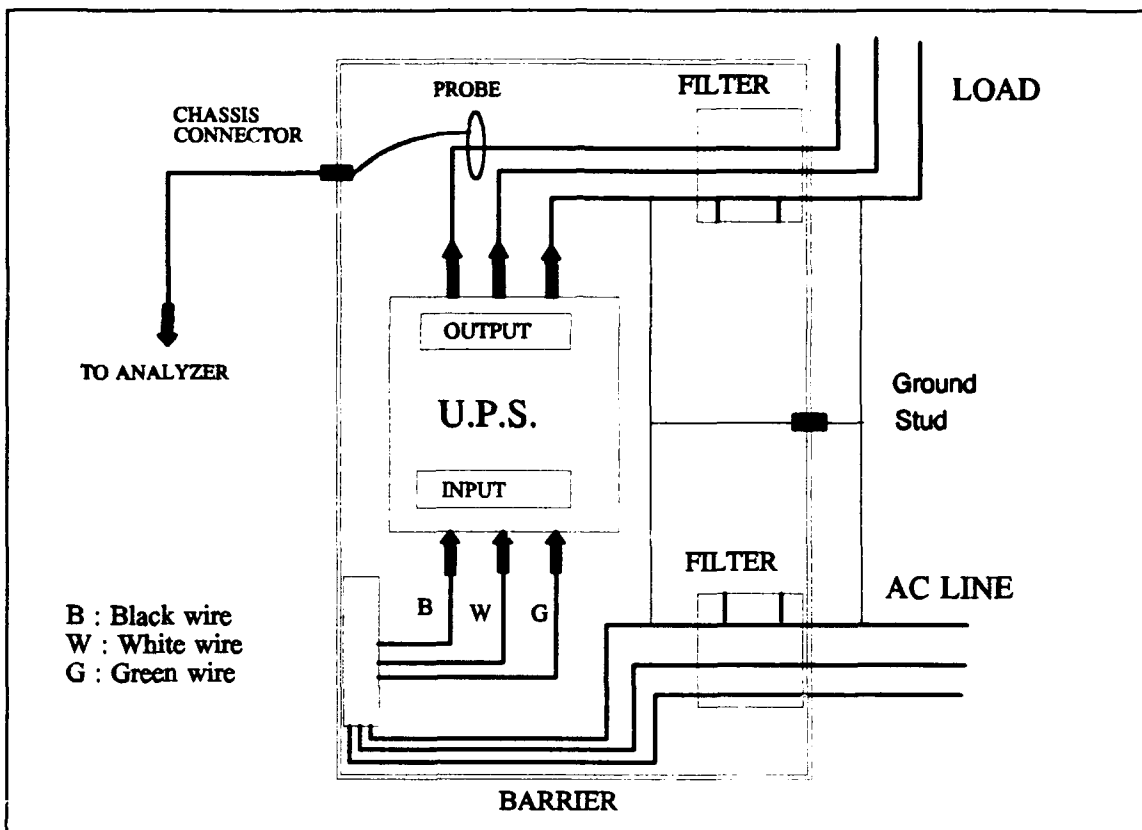 FILTER
LOAD
PROBE
CHASSIS
CONNECTOR
OUTPUT
TO ANALYZER
U.P.S.
Ground
Stud
INPUT
FILTER
AC LINE
B W G
B : Black wire
W : White wire
G : Green wire
BARRIER